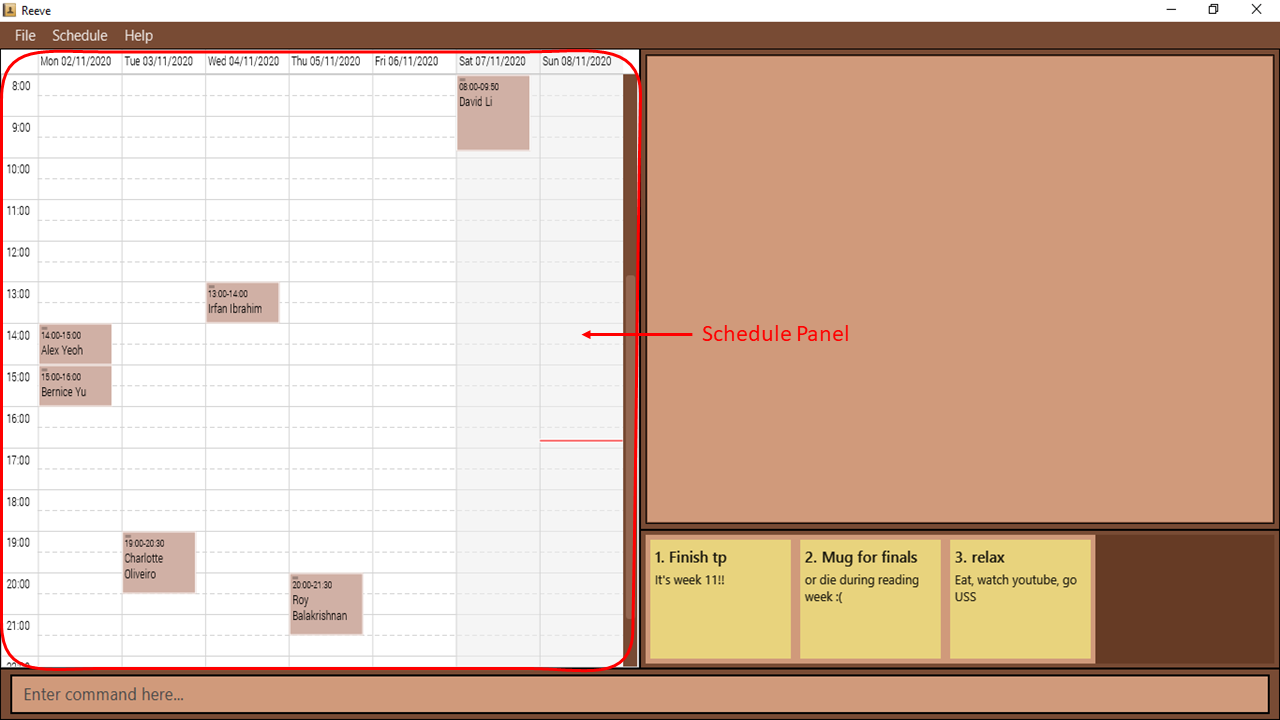 Reeve
File Schedule Help
Mon 02/11/2020 Tue 03/11/2020 Wed 04/11/2020 Thu 05/11/2020 Fri 06/11/2020 Sat 07/11/2020 Sun 08/11/2020
8:00
08:00-09:50
David Li
9:00
10:00
11:00
12:00
13:00
13:00-14:00
Irfan Ibrahim
14:00
14:00-15:00
Alex Yeoh
Schedule Panel
15:00
15:00-16:00
Bernice Yu
16:00
17:00
18:00
19:00
19:00-20:30
Charlotte
Oliveiro
20:00
20:00-21:30
Roy
Balakrishnan
21:00
1. Finish tp
It's week 11!!
2. Mug for finals
or die during reading
week :(
3. relax
Eat, watch youtube, go
USS
Enter command here...